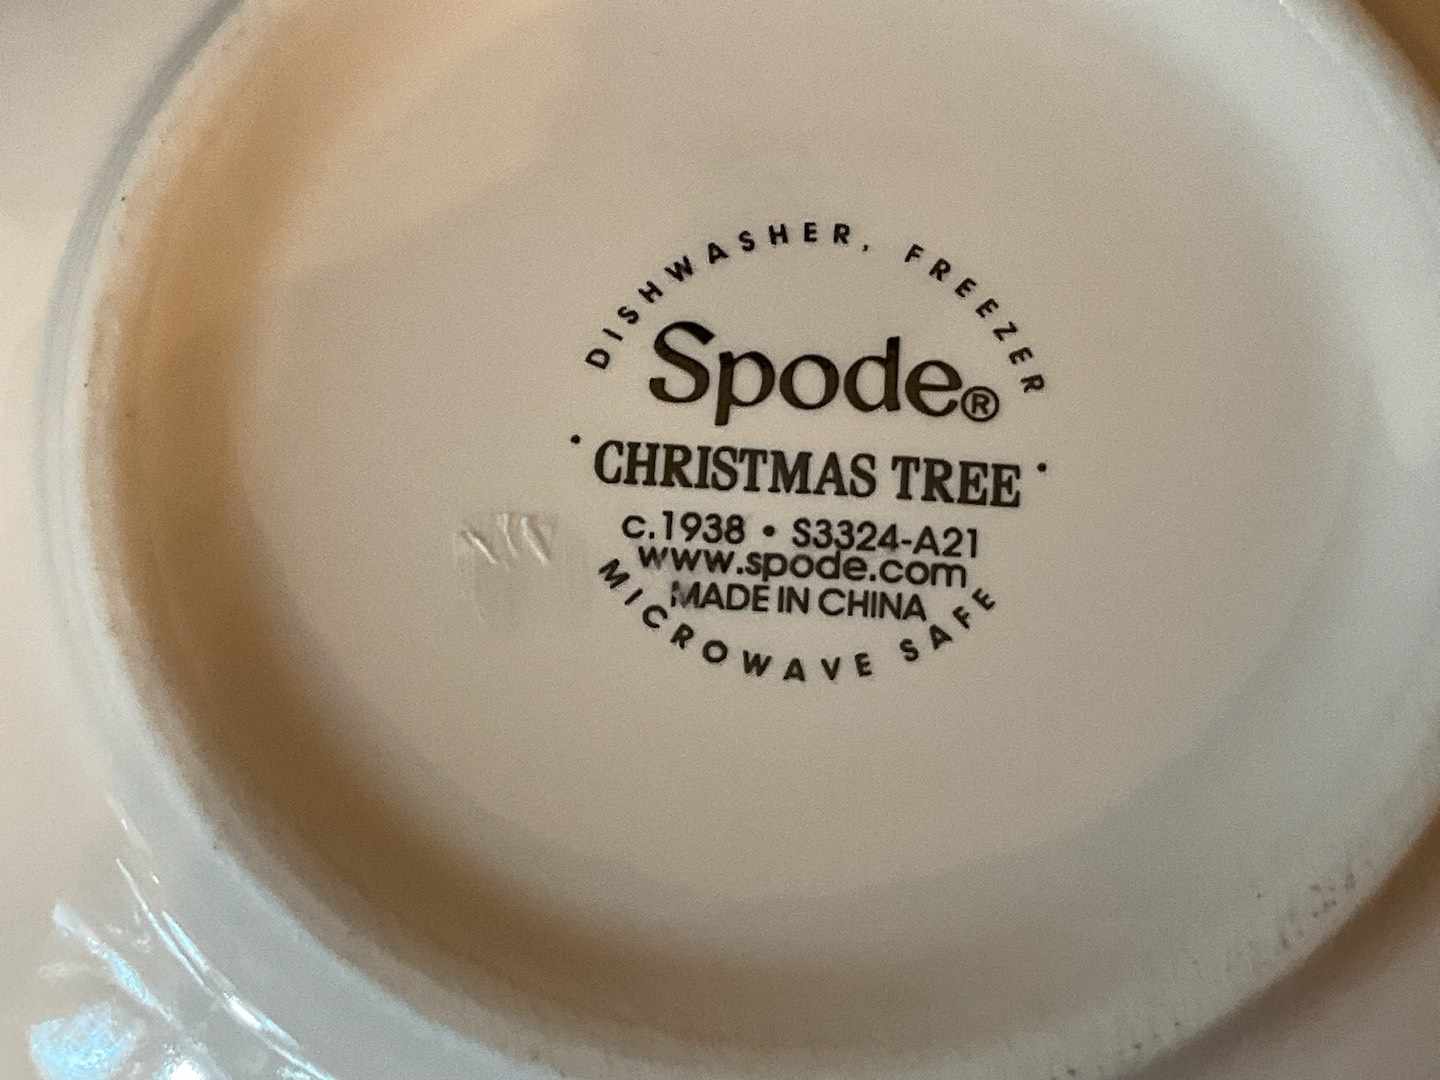 DISHWASHER, FREEZER
Spode®
· CHRISTMAS TREE ·
c.1938 • S3324-A21
www.spode.com
MADE IN CHINA
MICROWAVE SAFE